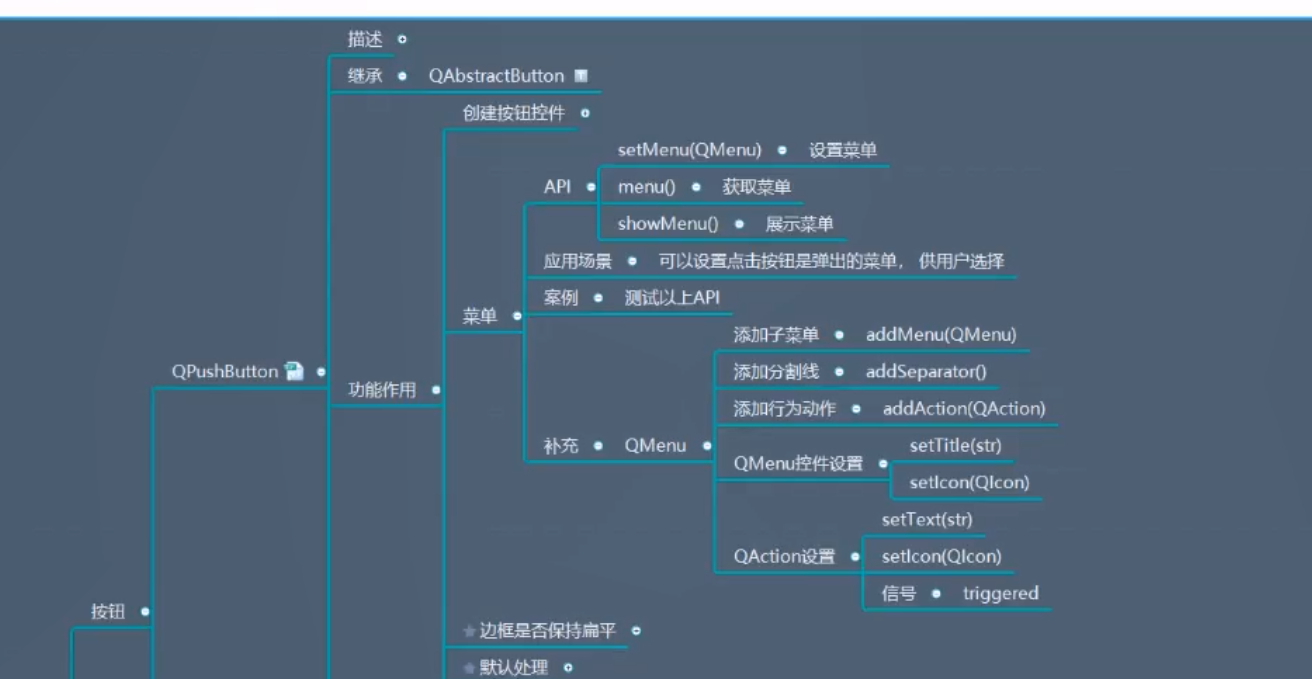 描述
继承 QAbstractButton
创建按钮控件
setMenu(QMenu) 设置菜单
API menu() 获取菜单
showMenu() 展示菜单
应用场景 可以设置点击按钮是弹出的菜单，供用户选择
案例 测试以上API
菜单
添加子菜单 addMenu(QMenu)
QPushButton
添加分割线 addSeparator()
功能作用
添加行为动作 addAction(QAction)
补充 QMenu
setTitle(str)
QMenu控件设置
setIcon(QIcon)
setText(str)
QAction设置 setIcon(QIcon)
信号 triggered
按钮
边框是否保持扁平
默认处理